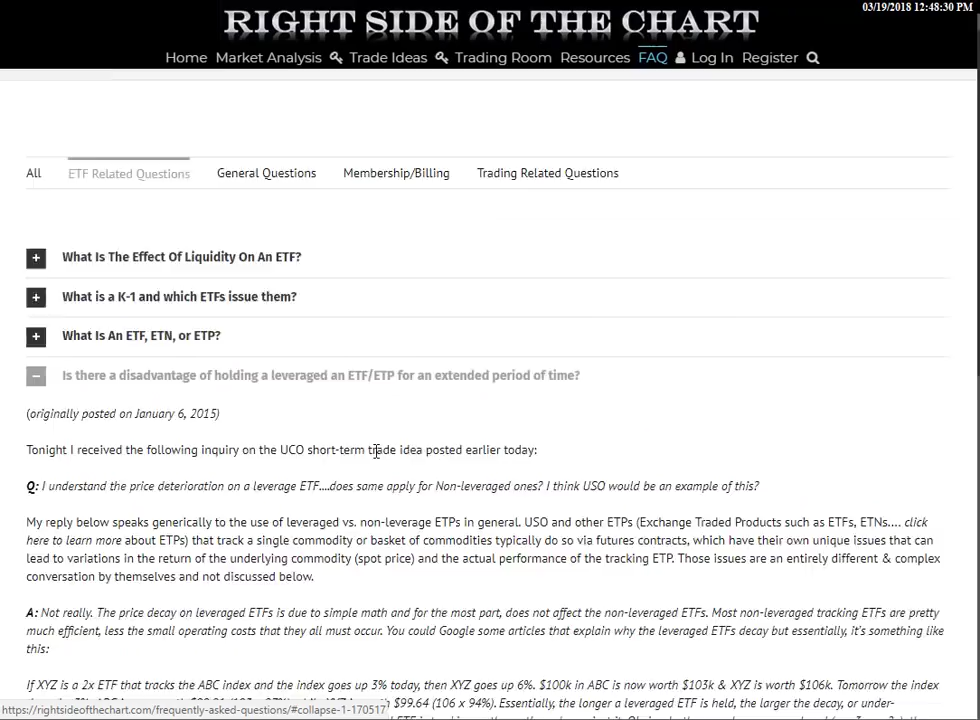 03/19/2018 12:48:30 PM
RIGHT SIDE OF THE CHART
Home Market Analysis Trade Ideas Trading Room Resources FAQ Log In Register
All ETF Related Questions General Questions Membership/Billing Trading Related Questions
+ What Is The Effect Of Liquidity On An ETF?
+ What is a K-1 and which ETFs issue them?
+ What Is An ETF, ETN, or ETP?
– Is there a disadvantage of holding a leveraged an ETF/ETP for an extended period of time?
(originally posted on January 6, 2015)
Tonight I received the following inquiry on the UCO short-term trade idea posted earlier today:
Q: I understand the price deterioration on a leverage ETF....does same apply for Non-leveraged ones? I think USO would be an example of this?
My reply below speaks generically to the use of leveraged vs. non-leverage ETPs in general. USO and other ETPs (Exchange Traded Products such as ETFs, ETNs.... click
here to learn more about ETPs) that track a single commodity or basket of commodities typically do so via futures contracts, which have their own unique issues that can
lead to variations in the return of the underlying commodity (spot price) and the actual performance of the tracking ETP. Those issues are an entirely different & complex
conversation by themselves and not discussed below.
A: Not really. The price decay on leveraged ETFs is due to simple math and for the most part, does not affect the non-leveraged ETFs. Most non-leveraged tracking ETFs are pretty
much efficient, less the small operating costs that they all must occur. You could Google some articles that explain why the leveraged ETFs decay but essentially, it's something like
this:
If XYZ is a 2x ETF that tracks the ABC index and the index goes up 3% today, then XYZ goes up 6%. $100k in ABC is now worth $103k & XYZ is worth $106k. Tomorrow the index
$99.64 (106 x 94%). Essentially, the longer a leveraged ETF is held, the larger the decay, or under-
https://rightsideofthechart.com/frequently-asked-questions/#collapse-1-170517